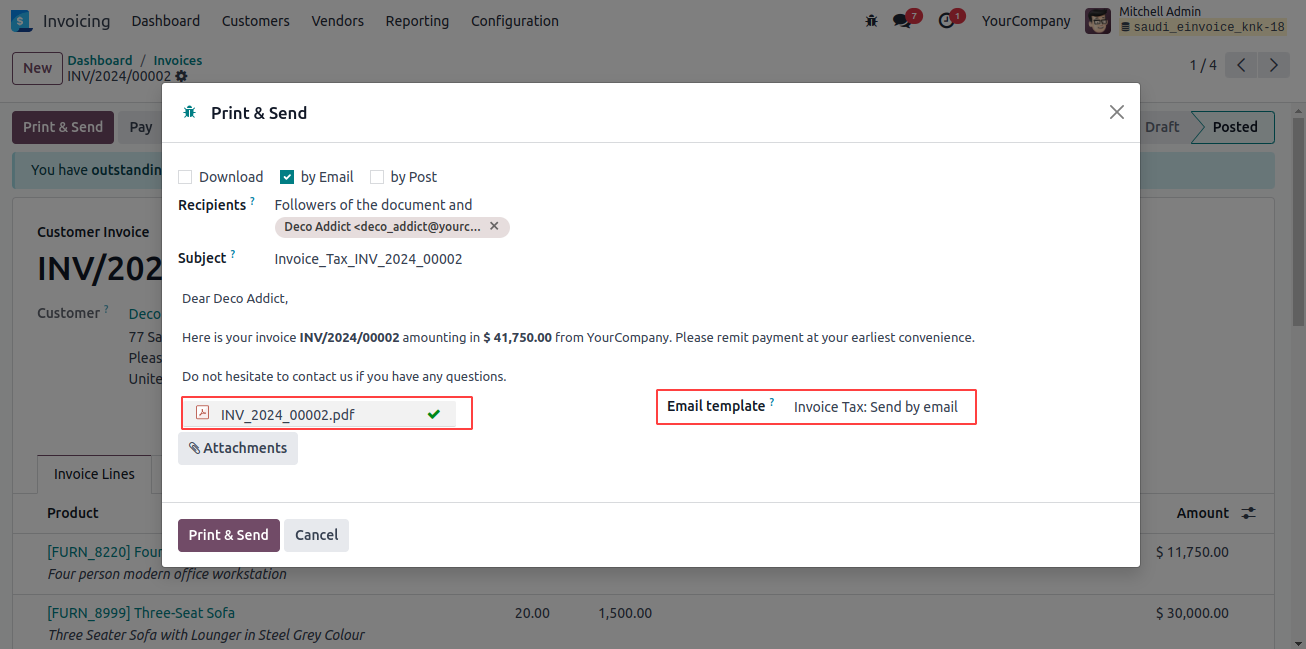 Invoicing Dashboard Customers Vendors Reporting Configuration 7 1 YourCompany Mitchell Admin
saudi_einvoice_knk-18
New Dashboard / Invoices
INV/2024/00002
1 / 4
Print & Send Pay Draft Posted
You have outstandin
Customer Invoice
INV/202
Customer ? Deco
77 Sa
Pleas
Unite
Print & Send
Download by Email by Post
Recipients ? Followers of the document and
Deco Addict <deco_addict@yourc...
Subject ? Invoice_Tax_INV_2024_00002
Dear Deco Addict,
Here is your invoice INV/2024/00002 amounting in $ 41,750.00 from YourCompany. Please remit payment at your earliest convenience.
Do not hesitate to contact us if you have any questions.
INV_2024_00002.pdf
Email template ? Invoice Tax: Send by email
Attachments
Print & Send Cancel
Invoice Lines
Product Amount
[FURN_8220] Four $ 11,750.00
Four person modern office workstation
[FURN_8999] Three-Seat Sofa 20.00 1,500.00 $ 30,000.00
Three Seater Sofa with Lounger in Steel Grey Colour